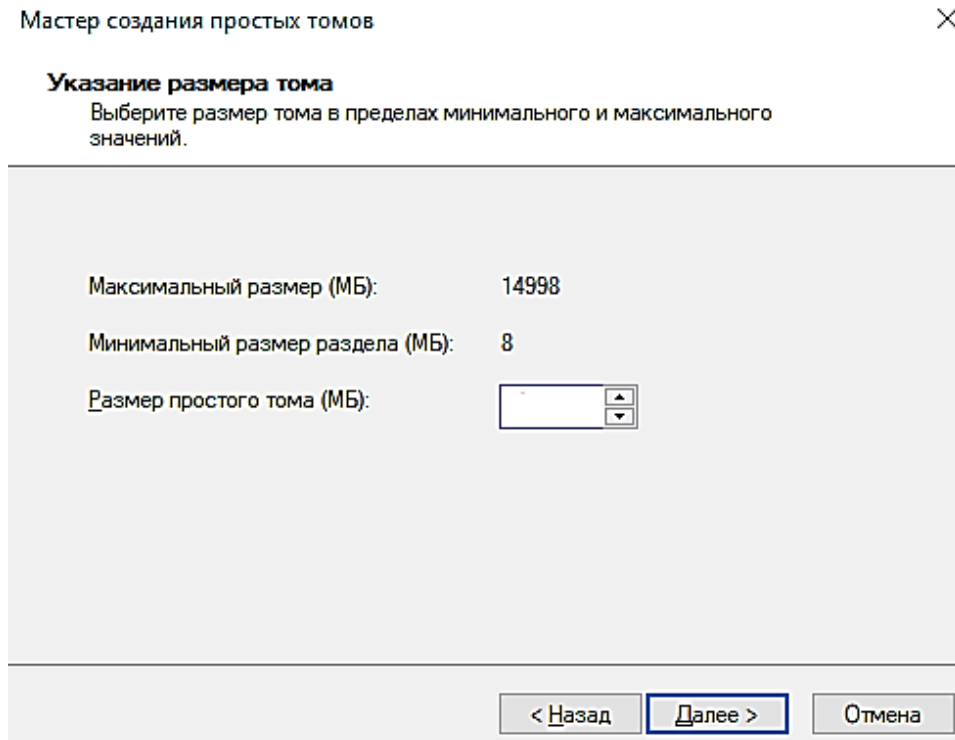 Мастер создания простых томов
Указание размера тома
Выберите размер тома в пределах минимального и максимального
значений.
Максимальный размер (МБ): 14998
Минимальный размер раздела (МБ): 8
Размер простого тома (МБ):
< Назад Далее > Отмена